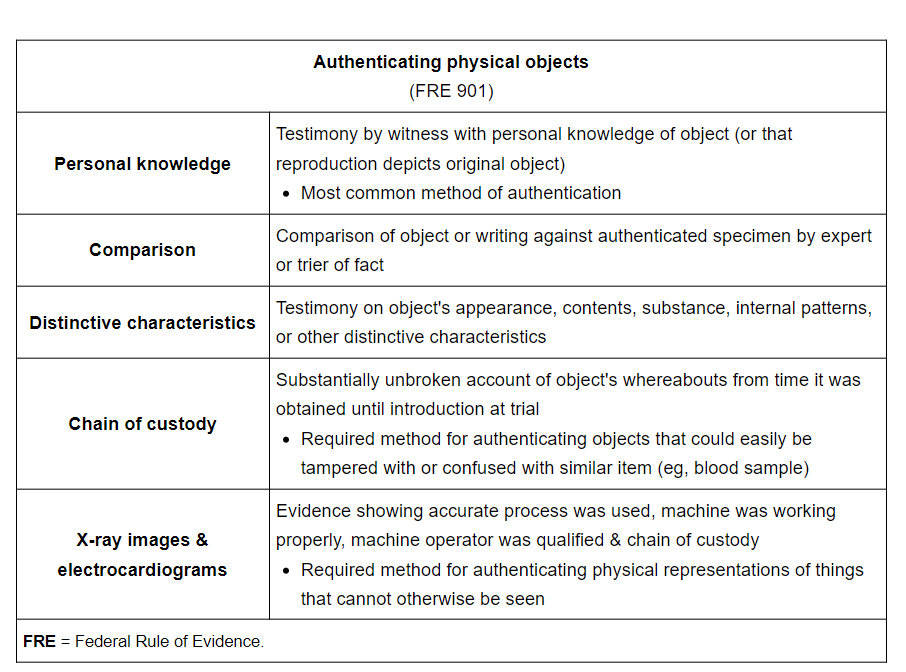 Authenticating physical objects
(FRE 901)
Personal knowledge
Testimony by witness with personal knowledge of object (or that
reproduction depicts original object)
• Most common method of authentication
Comparison
Comparison of object or writing against authenticated specimen by expert
or trier of fact
Distinctive characteristics
Testimony on object's appearance, contents, substance, internal patterns,
or other distinctive characteristics
Chain of custody
Substantially unbroken account of object's whereabouts from time it was
obtained until introduction at trial
• Required method for authenticating objects that could easily be
tampered with or confused with similar item (eg, blood sample)
X-ray images &
electrocardiograms
Evidence showing accurate process was used, machine was working
properly, machine operator was qualified & chain of custody
• Required method for authenticating physical representations of things
that cannot otherwise be seen
FRE = Federal Rule of Evidence.